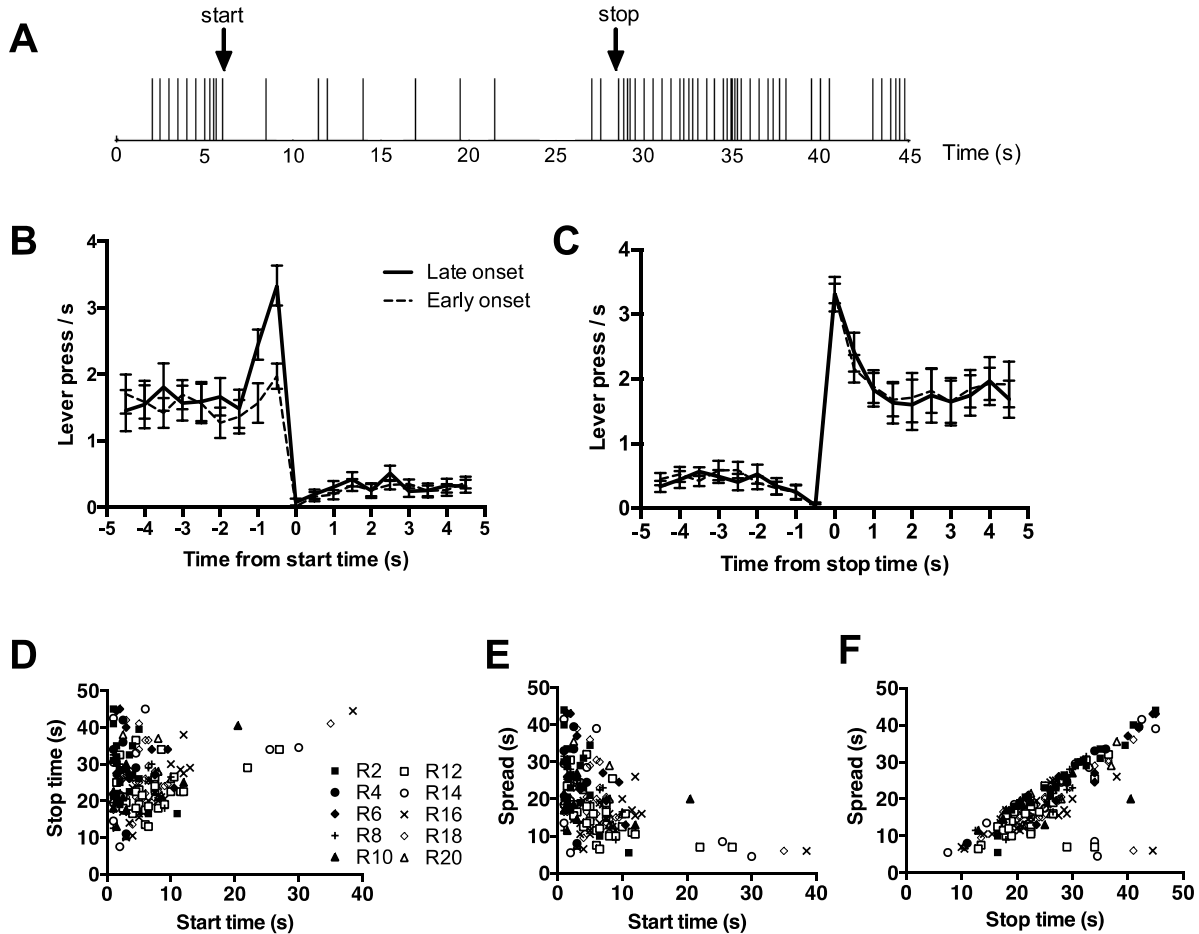 A
start
stop
0 5 10 15 20 25 30 35 40 45 Time (s)
B
Lever press / s
4
3
2
1
0
-5 -4 -3 -2 -1 0 1 2 3 4 5
Time from start time (s)
Late onset
Early onset
C
Lever press / s
4
3
2
1
0
-5 -4 -3 -2 -1 0 1 2 3 4 5
Time from stop time (s)
D
Stop time (s)
50
40
30
20
10
0
0 10 20 30 40
Start time (s)
R2 R12
R4 R14
R6 R16
R8 R18
R10 R20
E
Spread (s)
50
40
30
20
10
0
0 10 20 30 40
Start time (s)
F
Spread (s)
50
40
30
20
10
0
0 10 20 30 40 50
Stop time (s)